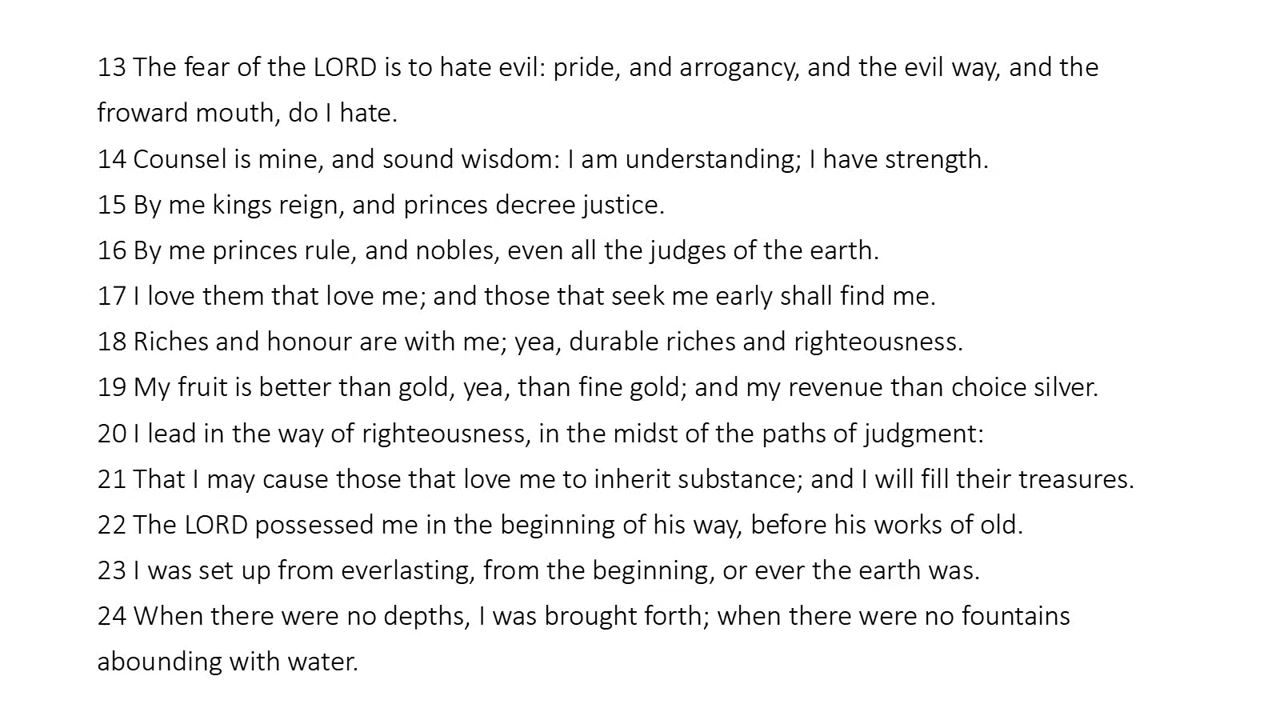 13 The fear of the LORD is to hate evil: pride, and arrogancy, and the evil way, and the
froward mouth, do I hate.
14 Counsel is mine, and sound wisdom: I am understanding; I have strength.
15 By me kings reign, and princes decree justice.
16 By me princes rule, and nobles, even all the judges of the earth.
17 I love them that love me; and those that seek me early shall find me.
18 Riches and honour are with me; yea, durable riches and righteousness.
19 My fruit is better than gold, yea, than fine gold; and my revenue than choice silver.
20 I lead in the way of righteousness, in the midst of the paths of judgment:
21 That I may cause those that love me to inherit substance; and I will fill their treasures.
22 The LORD possessed me in the beginning of his way, before his works of old.
23 I was set up from everlasting, from the beginning, or ever the earth was.
24 When there were no depths, I was brought forth; when there were no fountains
abounding with water.